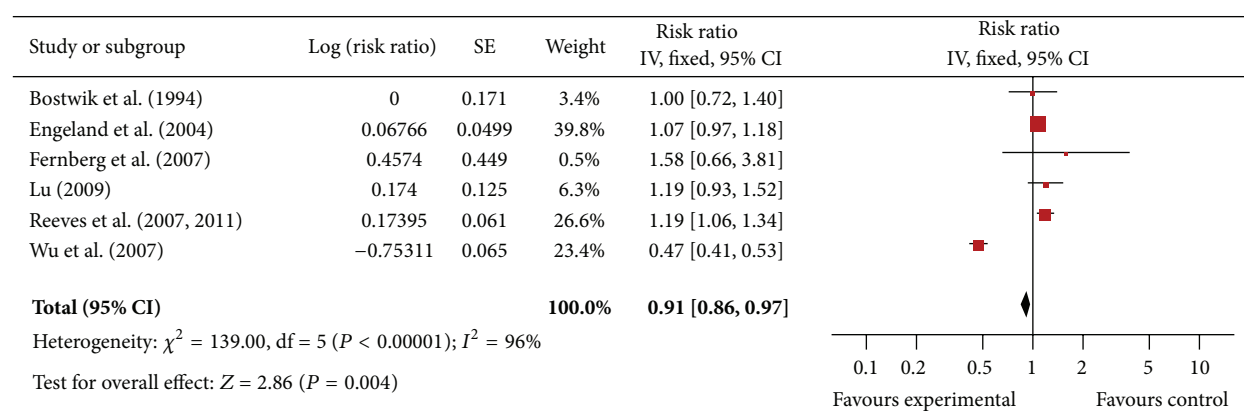 Study or subgroup Log (risk ratio) SE Weight Risk ratio IV, fixed, 95% CI Risk ratio IV, fixed, 95% CI
Bostwik et al. (1994) 0 0.171 3.4% 1.00 [0.72, 1.40]
Engeland et al. (2004) 0.06766 0.0499 39.8% 1.07 [0.97, 1.18]
Fernberg et al. (2007) 0.4574 0.449 0.5% 1.58 [0.66, 3.81]
Lu (2009) 0.174 0.125 6.3% 1.19 [0.93, 1.52]
Reeves et al. (2007, 2011) 0.17395 0.061 26.6% 1.19 [1.06, 1.34]
Wu et al. (2007) −0.75311 0.065 23.4% 0.47 [0.41, 0.53]
Total (95% CI) 100.0% 0.91 [0.86, 0.97]
Heterogeneity: χ² = 139.00, df = 5 (P < 0.00001); I² = 96%
Test for overall effect: Z = 2.86 (P = 0.004)
0.1 0.2 0.5 1 2 5 10
Favours experimental Favours control